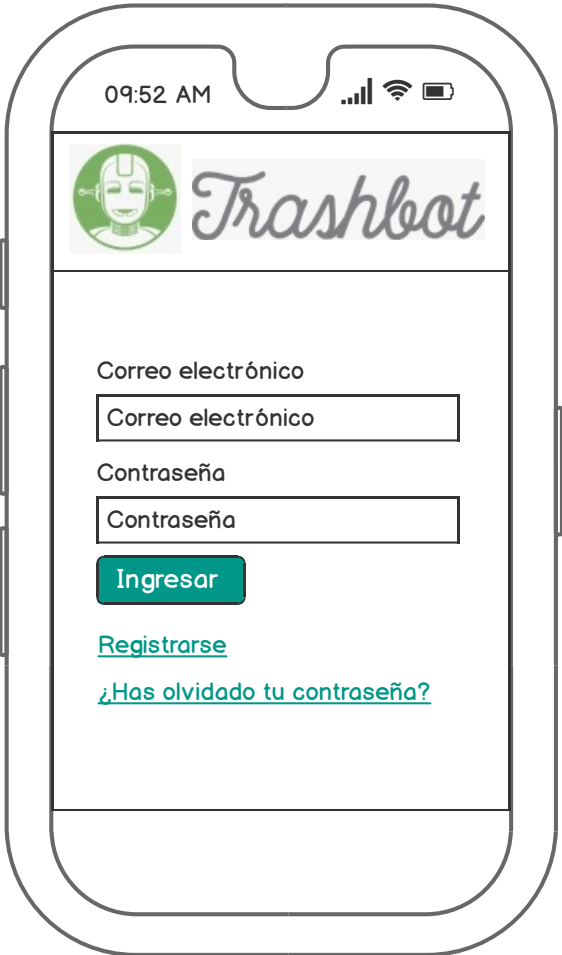 09:52 AM
Trashbot
Correo electrónico
Correo electrónico
Contraseña
Contraseña
Ingresar
Registrarse
¿Has olvidado tu contraseña?